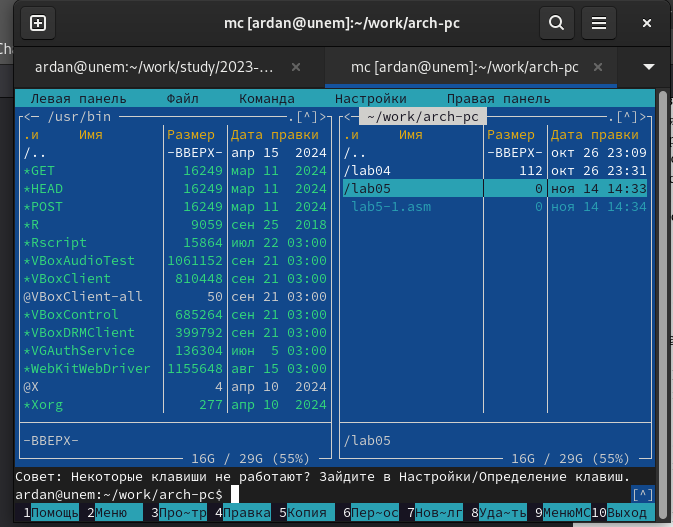 mc [ardan@unem]:~/work/arch-pc
ardan@unem:~/work/study/2023-...
mc [ardan@unem]:~/work/arch-pc
Левая панель Файл Команда Настройки Правая панель
<— /usr/bin .[^]>
<— ~/work/arch-pc .[^]>
.и Имя Размер Дата правки
/.. -ВВЕРХ- апр 15 2024
*GET 16249 мар 11 2024
*HEAD 16249 мар 11 2024
*POST 16249 мар 11 2024
*R 9059 сен 25 2018
*Rscript 15864 июл 22 03:00
*VBoxAudioTest 1061152 сен 21 03:00
*VBoxClient 810448 сен 21 03:00
@VBoxClient-all 50 сен 21 03:00
*VBoxControl 685264 сен 21 03:00
*VBoxDRMClient 399792 сен 21 03:00
*VGAuthService 136304 июн 5 03:00
*WebKitWebDriver 1155648 авг 15 03:00
@X 4 апр 10 2024
*Xorg 277 апр 10 2024
-ВВЕРХ-
16G / 29G (55%)
.и Имя Размер Дата правки
/.. -ВВЕРХ- окт 26 23:09
/lab04 112 окт 26 23:31
/lab05 0 ноя 14 14:33
lab5-1.asm 0 ноя 14 14:34
/lab05
16G / 29G (55%)
Совет: Некоторые клавиши не работают? Зайдите в Настройки/Определение клавиш.
ardan@unem:~/work/arch-pc$ [^]
1Помощь 2Меню 3Про~тр 4Правка 5Копия 6Пер~ос 7Нов~лг 8Уда~ть 9МенюMC 10Выход